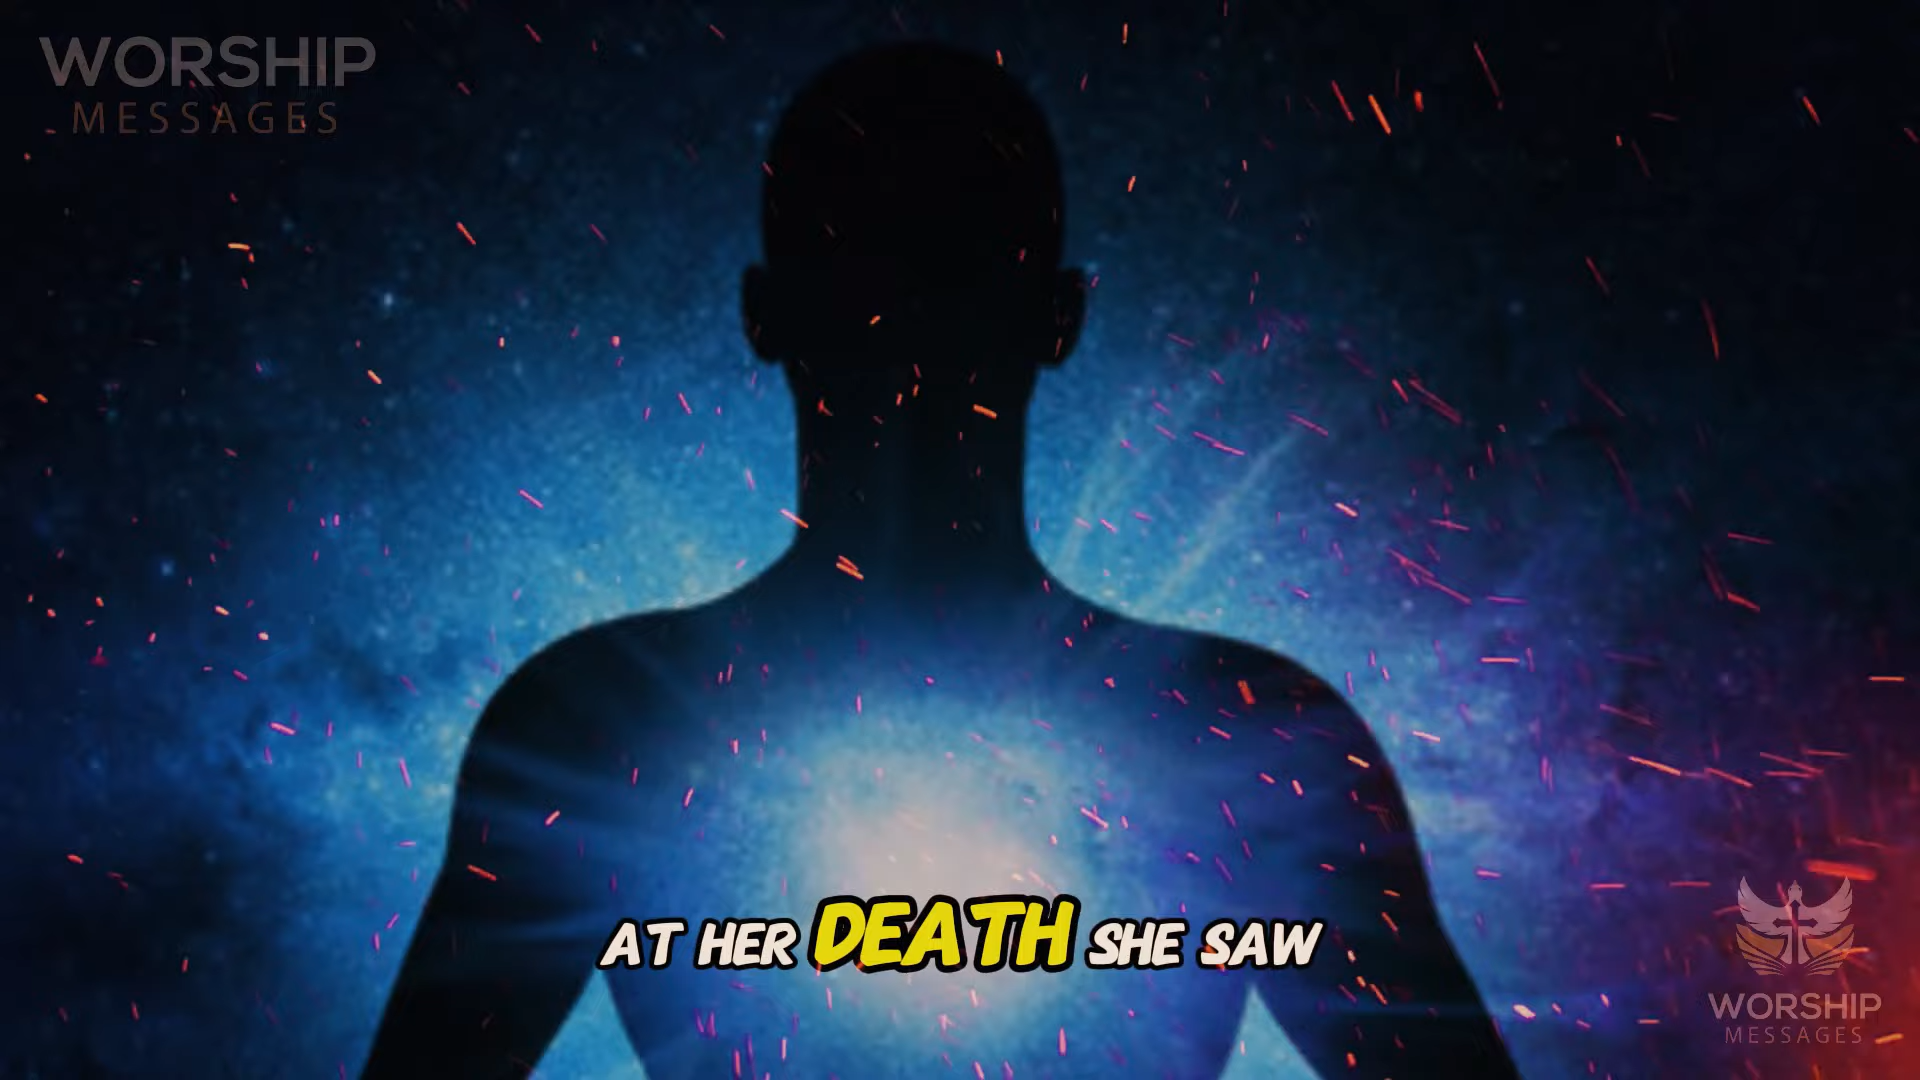 WORSHIP
MESSAGES
AT HER DEATH SHE SAW
WORSHIP
MESSAGES